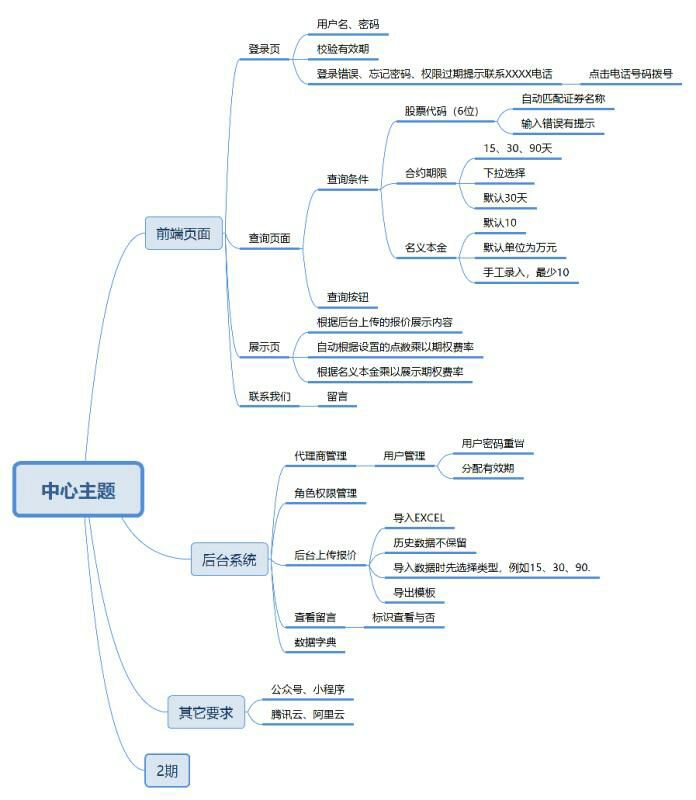 用户名、密码
登录页
校验有效期
登录错误、忘记密码、权限过期提示联系XXXX电话
点击电话号码拨号
自动匹配证券名称
股票代码（6位）
输入错误有提示
15、30、90天
查询条件
合约期限
下拉选择
默认30天
前端页面
查询页面
默认10
名义本金
默认单位为万元
手工录入，最少10
查询按钮
根据后台上传的报价展示内容
展示页
自动根据设置的点数乘以期权费率
根据名义本金乘以展示期权费率
联系我们
留言
用户密码重留
代理商管理
用户管理
分配有效期
中心主题
角色权限管理
导入EXCEL
历史数据不保留
后台系统
后台上传报价
导入数据时先选择类型，例如15、30、90.
导出模板
查看留言
标识查看与否
数据字典
公众号、小程序
其它要求
腾讯云、阿里云
2期